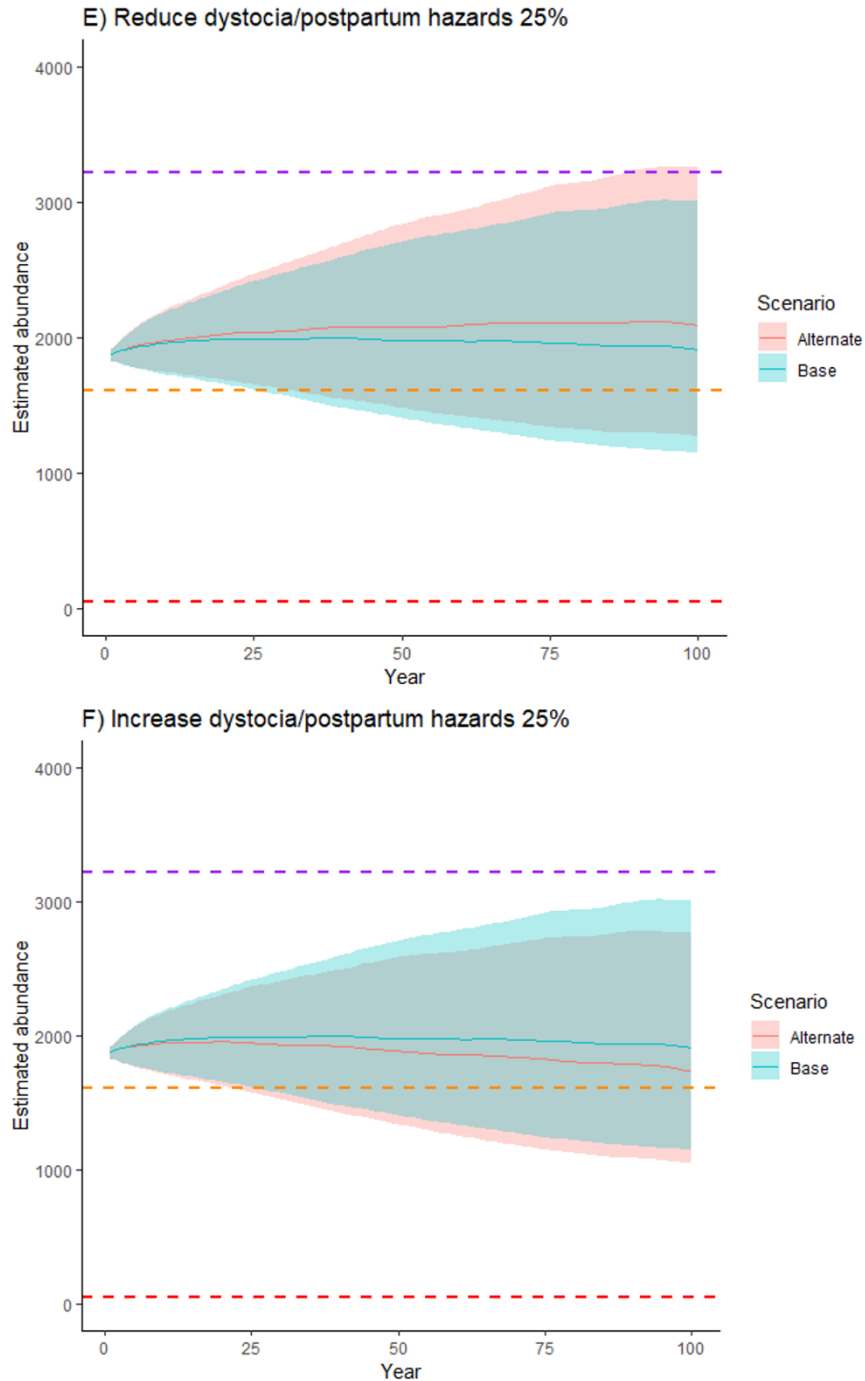 E) Reduce dystocia/postpartum hazards 25%
4000
3000
2000
1000
0
Estimated abundance
0 25 50 75 100
Year
Scenario
Alternate
Base
F) Increase dystocia/postpartum hazards 25%
4000
3000
2000
1000
0
Estimated abundance
0 25 50 75 100
Year
Scenario
Alternate
Base